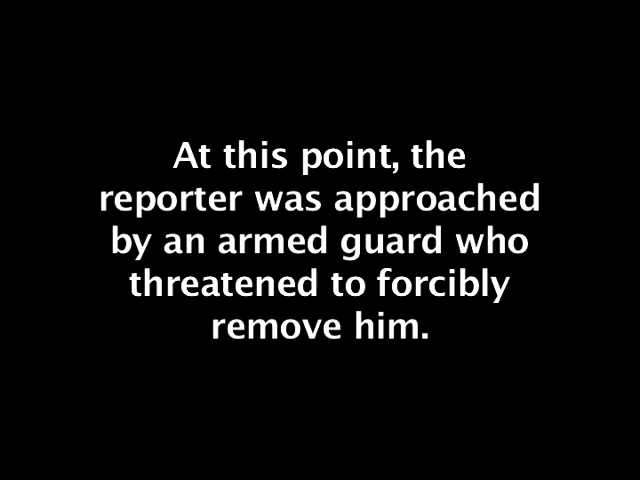 At this point, the
reporter was approached
by an armed guard who
threatened to forcibly
remove him.